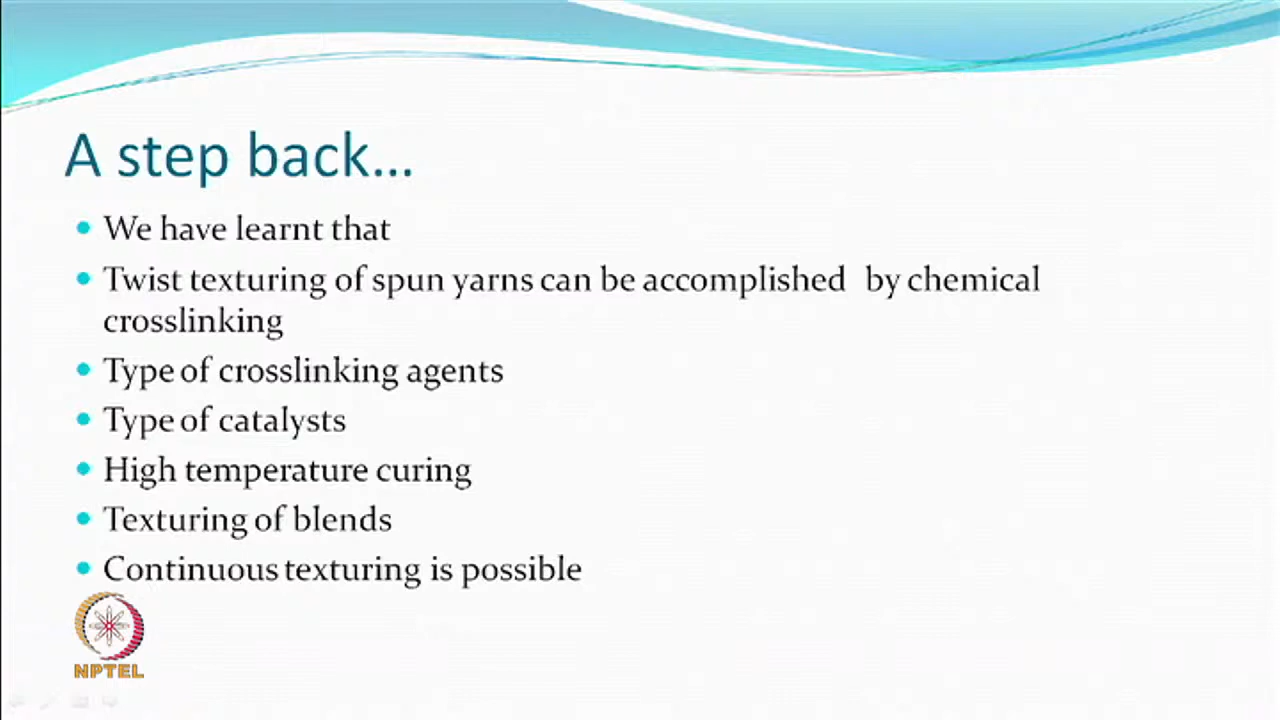 A step back...
We have learnt that
Twist texturing of spun yarns can be accomplished by chemical
crosslinking
Type of crosslinking agents
Type of catalysts
High temperature curing
Texturing of blends
Continuous texturing is possible
NPTEL